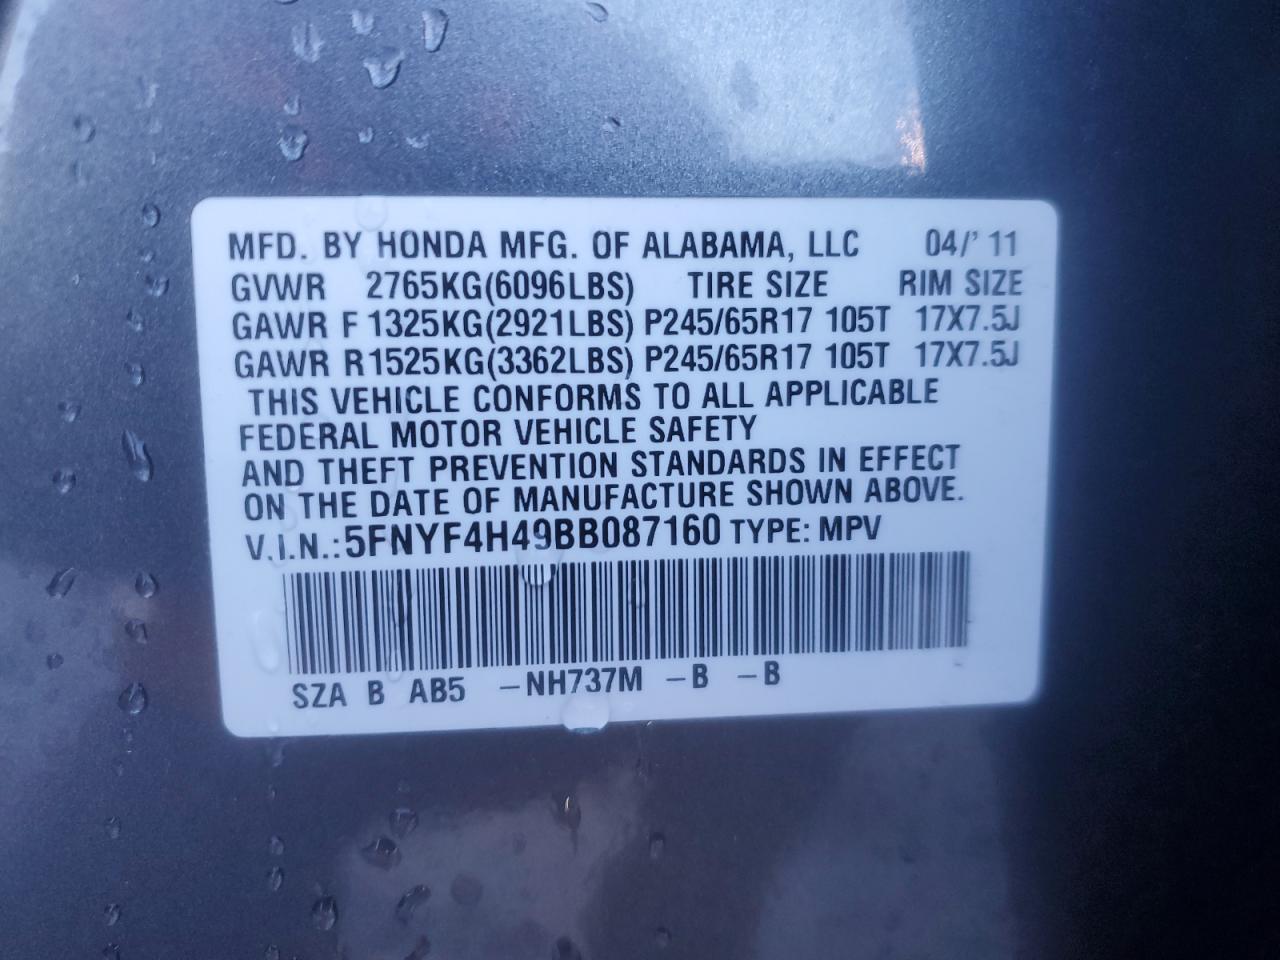 MFD. BY HONDA MFG. OF ALABAMA, LLC 04/'11
GVWR 2765KG(6096LBS) TIRE SIZE RIM SIZE
GAWR F 1325KG(2921LBS) P245/65R17 105T 17X7.5J
GAWR R 1525KG(3362LBS) P245/65R17 105T 17X7.5J
THIS VEHICLE CONFORMS TO ALL APPLICABLE
FEDERAL MOTOR VEHICLE SAFETY
AND THEFT PREVENTION STANDARDS IN EFFECT
ON THE DATE OF MANUFACTURE SHOWN ABOVE.
V.I.N.:5FNYF4H49BB087160 TYPE: MPV
SZA B AB5 –NH737M –B –B